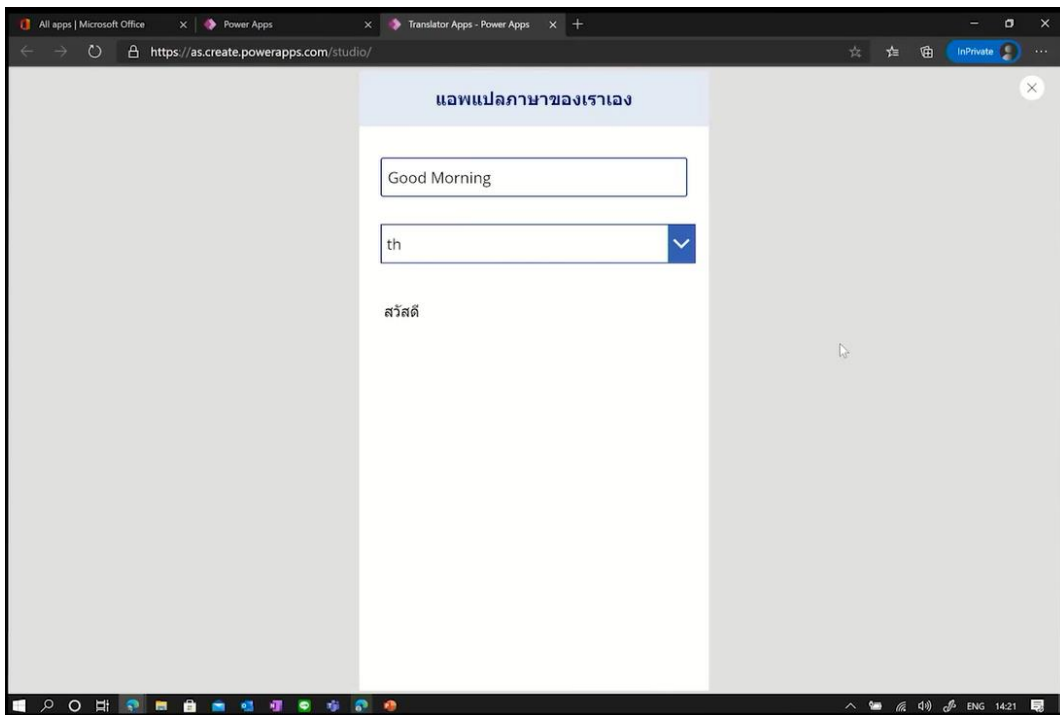 All apps | Microsoft Office
Power Apps
Translator Apps - Power Apps
https://as.create.powerapps.com/studio/
InPrivate
แอพแปลภาษาของเราเอง
Good Morning
th
สวัสดี
ENG 14:21